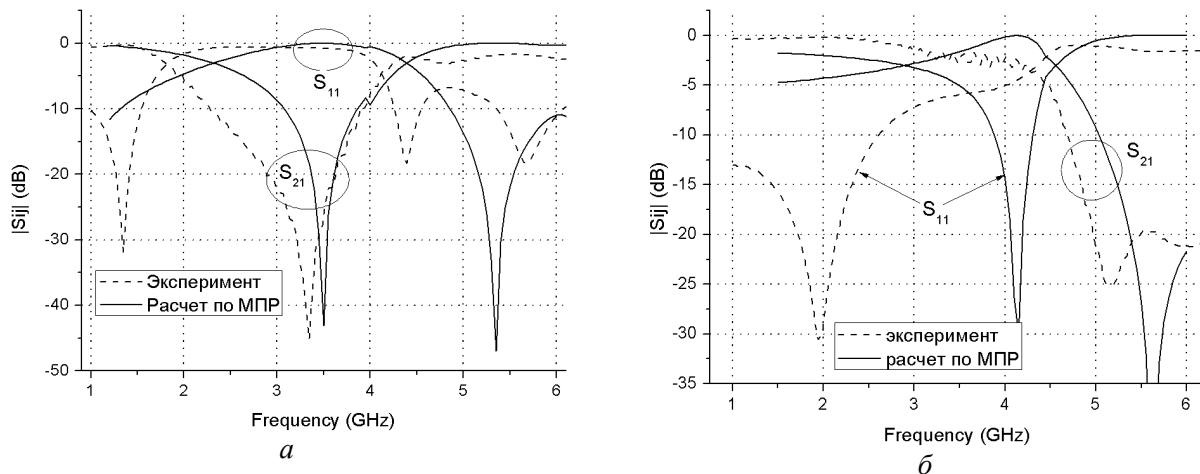 0
-10
-20
-30
-40
-50
|Sij| (dB)
S11
S21
Эксперимент
Расчет по МПР
1 2 3 4 5 6
Frequency (GHz)
а
0
-5
-10
-15
-20
-25
-30
-35
|Sij| (dB)
S21
S11
эксперимент
расчет по МПР
1 2 3 4 5 6
Frequency (GHz)
б